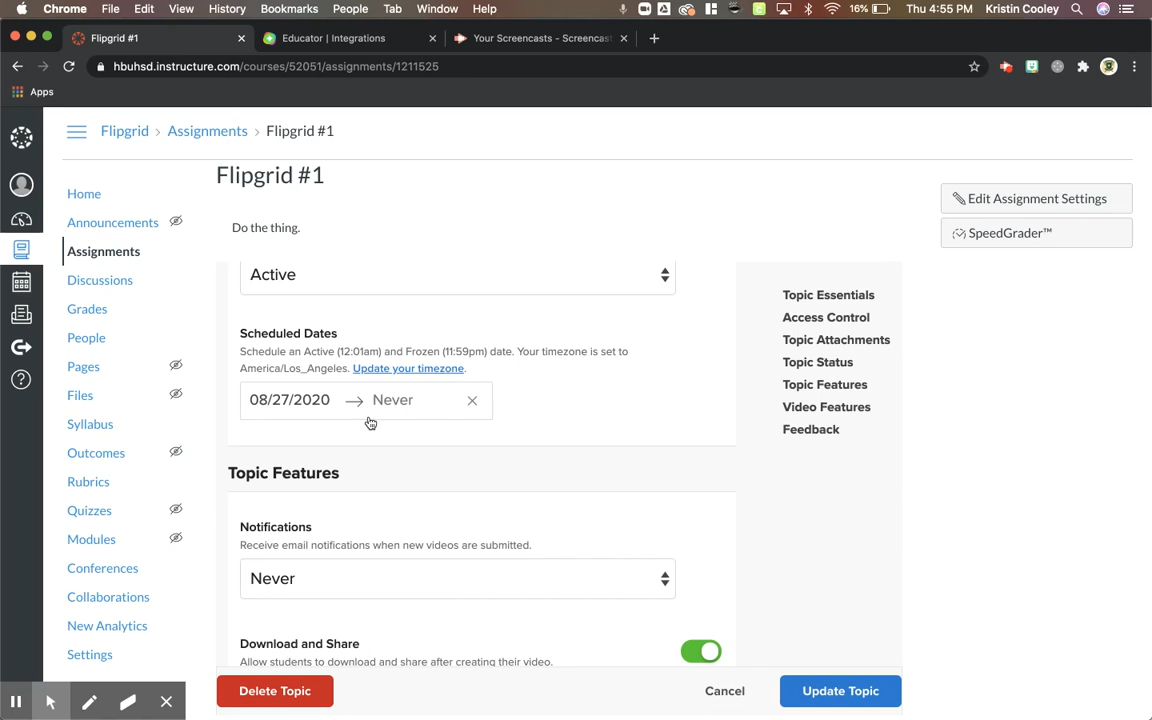 Chrome File Edit View History Bookmarks People Tab Window Help 16% Thu 4:55 PM Kristin Cooley
Flipgrid #1 Educator | Integrations Your Screencasts - Screencast
hbuhsd.instructure.com/courses/52051/assignments/1211525
Apps
Flipgrid › Assignments › Flipgrid #1
Flipgrid #1
Edit Assignment Settings
SpeedGrader™
Do the thing.
Home
Announcements
Assignments
Discussions
Grades
People
Pages
Files
Syllabus
Outcomes
Rubrics
Quizzes
Modules
Conferences
Collaborations
New Analytics
Settings
Active
Scheduled Dates
Schedule an Active (12:01am) and Frozen (11:59pm) date. Your timezone is set to
America/Los_Angeles. Update your timezone.
08/27/2020 → Never
Topic Features
Notifications
Receive email notifications when new videos are submitted.
Never
Download and Share
Allow students to download and share after creating their video.
Topic Essentials
Access Control
Topic Attachments
Topic Status
Topic Features
Video Features
Feedback
Delete Topic Cancel Update Topic